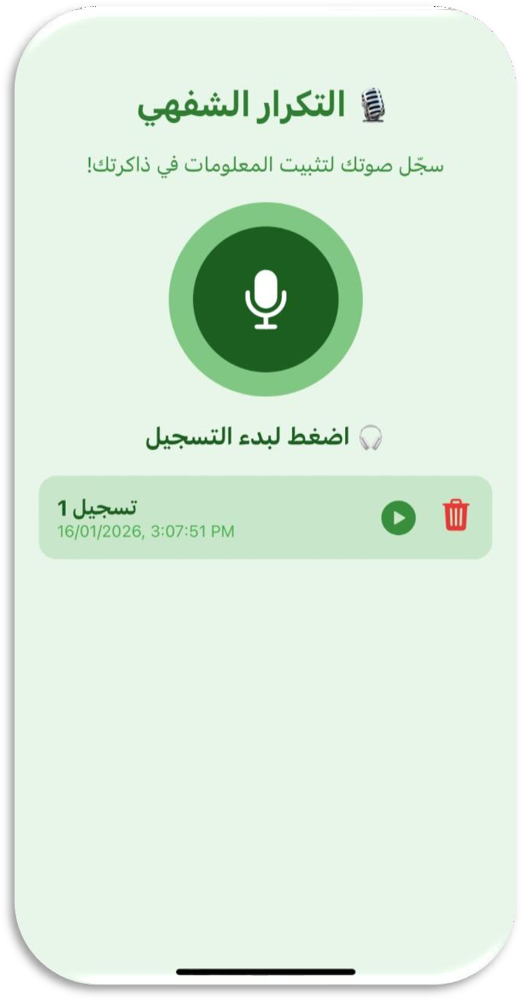 🎙️ التكرار الشفهي
سجّل صوتك لتثبيت المعلومات في ذاكرتك!
🎧 اضغط لبدء التسجيل
تسجيل 1
16/01/2026, 3:07:51 PM